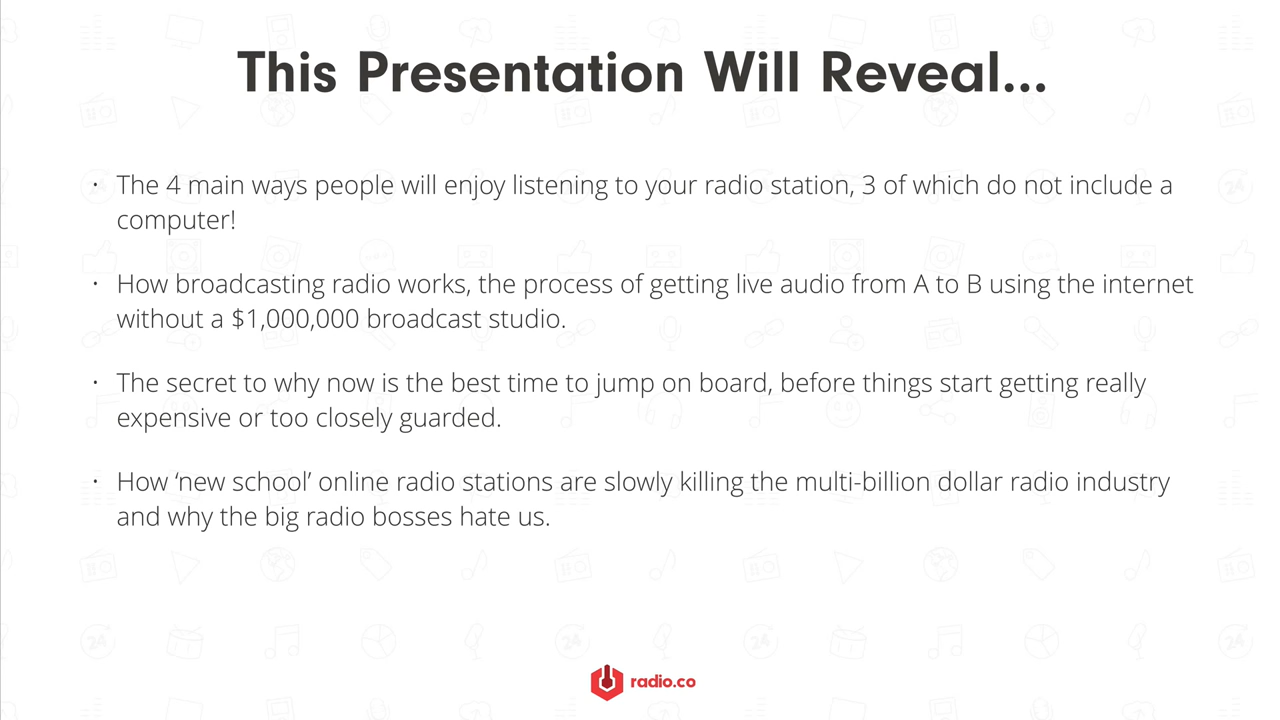 This Presentation Will Reveal...
· The 4 main ways people will enjoy listening to your radio station, 3 of which do not include a
computer!
· How broadcasting radio works, the process of getting live audio from A to B using the internet
without a $1,000,000 broadcast studio.
· The secret to why now is the best time to jump on board, before things start getting really
expensive or too closely guarded.
· How ‘new school’ online radio stations are slowly killing the multi-billion dollar radio industry
and why the big radio bosses hate us.
24
24
24
24
radio.co